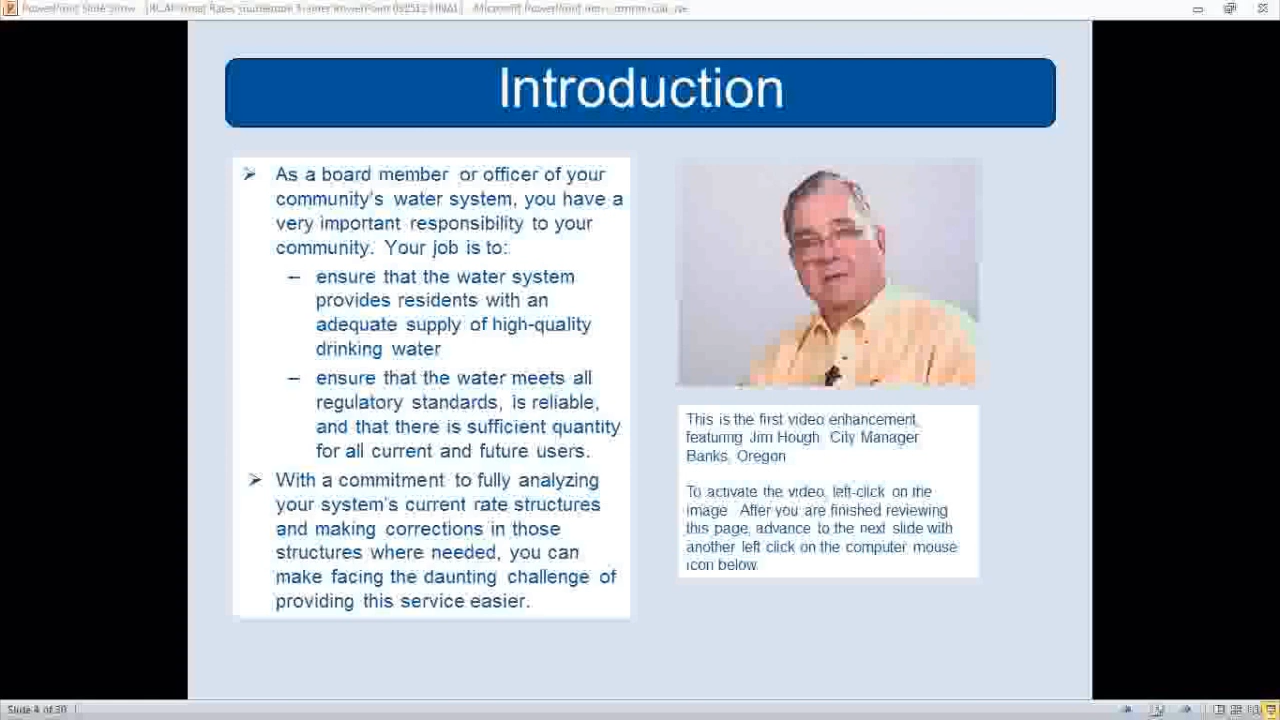 Introduction
As a board member or officer of your
community's water system, you have a
very important responsibility to your
community. Your job is to:
– ensure that the water system
provides residents with an
adequate supply of high-quality
drinking water
– ensure that the water meets all
regulatory standards, is reliable,
and that there is sufficient quantity
for all current and future users.
With a commitment to fully analyzing
your system's current rate structures
and making corrections in those
structures where needed, you can
make facing the daunting challenge of
providing this service easier.
This is the first video enhancement,
featuring Jim Hough City Manager
Banks, Oregon
To activate the video, left-click on the
image. After you are finished reviewing
this page, advance to the next slide with
another left click on the computer mouse
icon below.
Slide 4 of 30